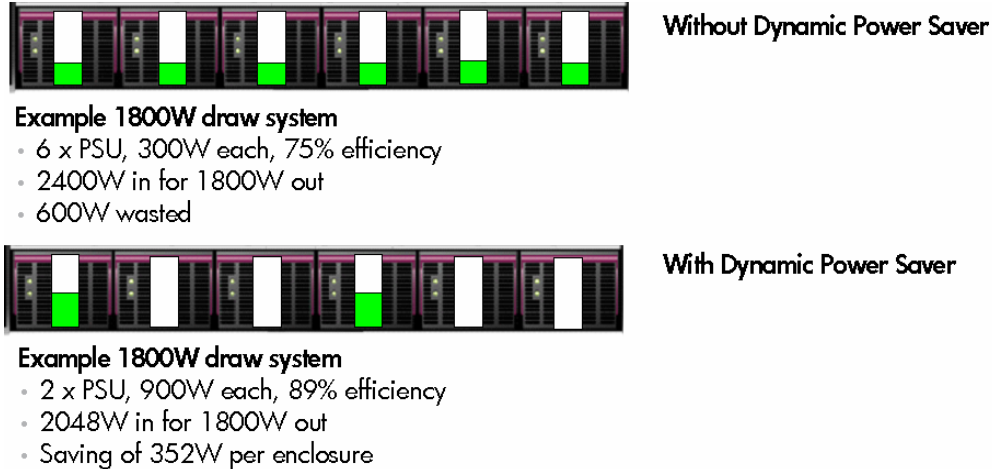 Without Dynamic Power Saver
Example 1800W draw system
• 6 x PSU, 300W each, 75% efficiency
• 2400W in for 1800W out
• 600W wasted
With Dynamic Power Saver
Example 1800W draw system
• 2 x PSU, 900W each, 89% efficiency
• 2048W in for 1800W out
• Saving of 352W per enclosure